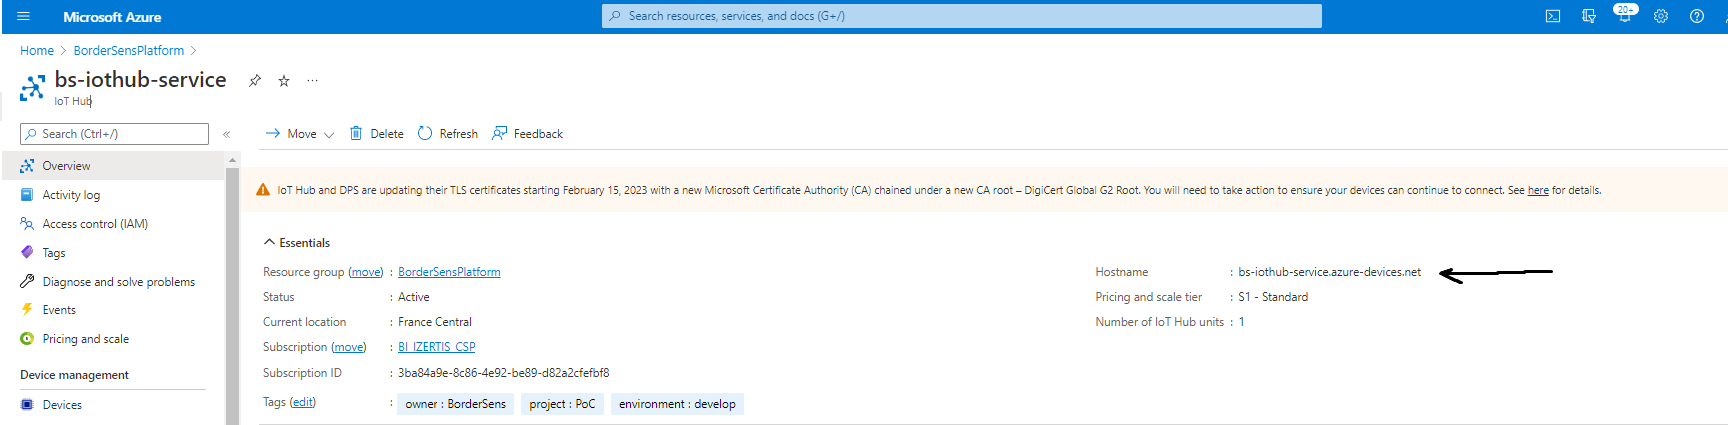 Microsoft Azure
Search resources, services, and docs (G+/)
20+
Home > BorderSensPlatform >
bs-iothub-service
IoT Hub
Search (Ctrl+/)
«
Move
Delete
Refresh
Feedback
Overview
Activity log
Access control (IAM)
Tags
Diagnose and solve problems
Events
Pricing and scale
Device management
Devices
IoT Hub and DPS are updating their TLS certificates starting February 15, 2023 with a new Microsoft Certificate Authority (CA) chained under a new CA root – DigiCert Global G2 Root. You will need to take action to ensure your devices can continue to connect. See here for details.
Essentials
Resource group (move) : BorderSensPlatform
Status : Active
Current location : France Central
Subscription (move) : BI_IZERTIS_CSP
Subscription ID : 3ba84a9e-8c86-4e92-be89-d82a2cfefbf8
Tags (edit) : owner : BorderSens project : PoC environment : develop
Hostname : bs-iothub-service.azure-devices.net
Pricing and scale tier : S1 - Standard
Number of IoT Hub units : 1